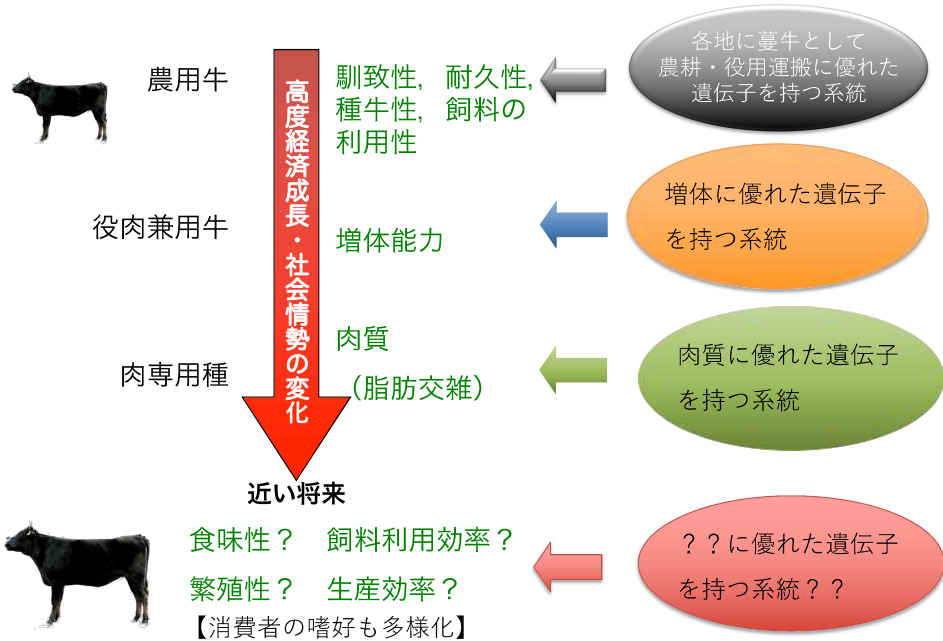 農用牛
馴致性，耐久性，
種牛性，飼料の
利用性
各地に蔓牛として
農耕・役用運搬に優れた
遺伝子を持つ系統
高度経済成長・社会情勢の変化
役肉兼用牛
増体能力
増体に優れた遺伝子
を持つ系統
肉専用種
肉質
（脂肪交雑）
肉質に優れた遺伝子
を持つ系統
近い将来
食味性？　飼料利用効率？
繁殖性？　生産効率？
【消費者の嗜好も多様化】
？？に優れた遺伝子
を持つ系統？？